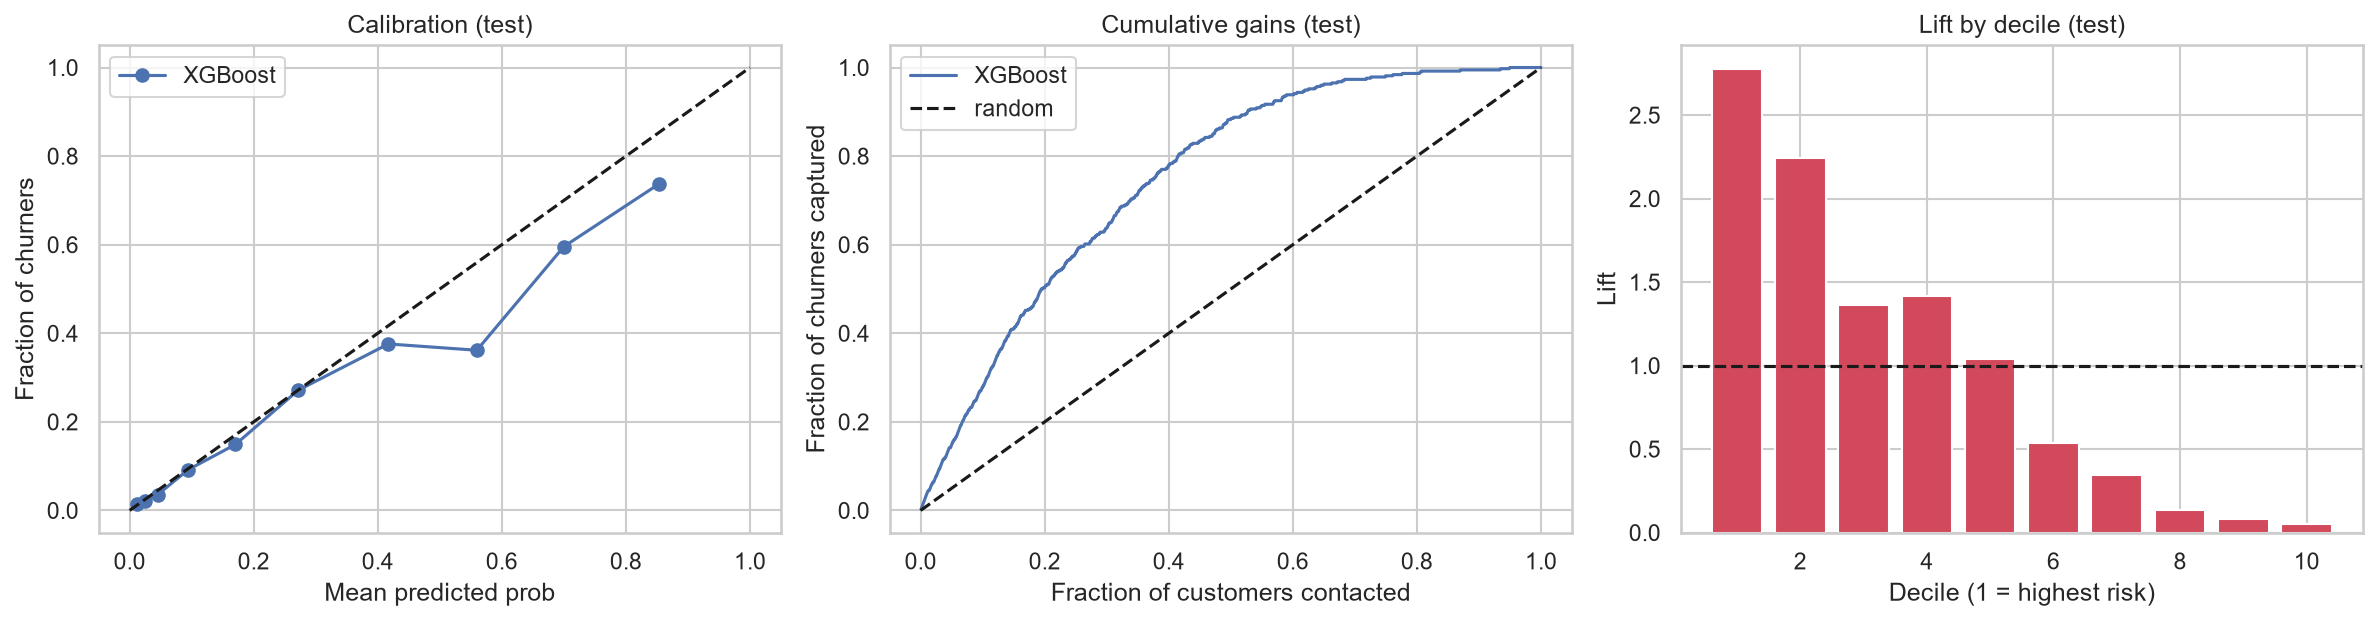 Calibration (test)
XGBoost
1.0
0.8
0.6
0.4
0.2
0.0
Fraction of churners
0.0 0.2 0.4 0.6 0.8 1.0
Mean predicted prob
Cumulative gains (test)
XGBoost
random
1.0
0.8
0.6
0.4
0.2
0.0
Fraction of churners captured
0.0 0.2 0.4 0.6 0.8 1.0
Fraction of customers contacted
Lift by decile (test)
2.5
2.0
1.5
1.0
0.5
0.0
Lift
2 4 6 8 10
Decile (1 = highest risk)